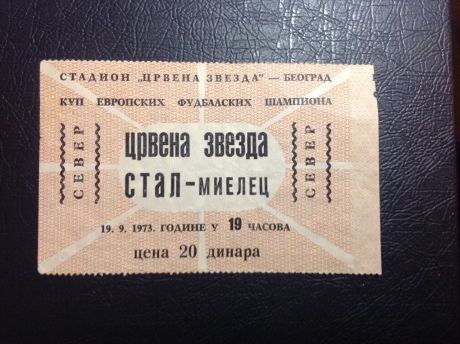 СТАДИОН „ЦРВЕНА ЗВЕЗДА" — БЕОГРАД
КУП ЕВРОПСКИХ ФУДБАЛСКИХ ШАМПИОНА
СЕВЕР
ЦРВЕНА ЗВЕЗДА
СТАЛ-МИЕЛЕЦ
СЕВЕР
19. 9. 1973. ГОДИНЕ У 19 ЧАСОВА
цена 20 динара